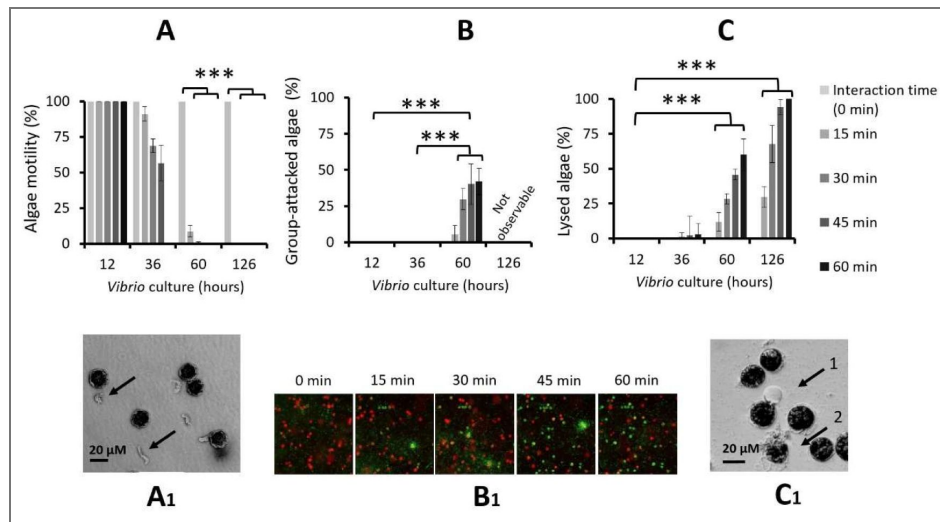 A
B
C
***
Algae motility (%)
100
75
50
25
0
12 36 60 126
Vibrio culture (hours)
***
***
Group-attacked algae (%)
100
75
50
25
0
Not
observable
12 36 60 126
Vibrio culture (hours)
***
***
Lysed algae (%)
100
75
50
25
0
12 36 60 126
Vibrio culture (hours)
Interaction time
(0 min)
15 min
30 min
45 min
60 min
20 µM
A1
0 min 15 min 30 min 45 min 60 min
B1
1
2
20 µM
C1